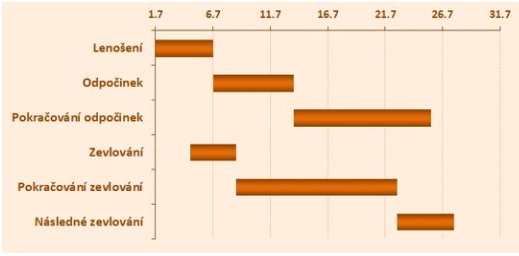 1.7 6.7 11.7 16.7 21.7 26.7 31.7
Lenošení
Odpočinek
Pokračování odpočinek
Zevlování
Pokračování zevlování
Následné zevlování